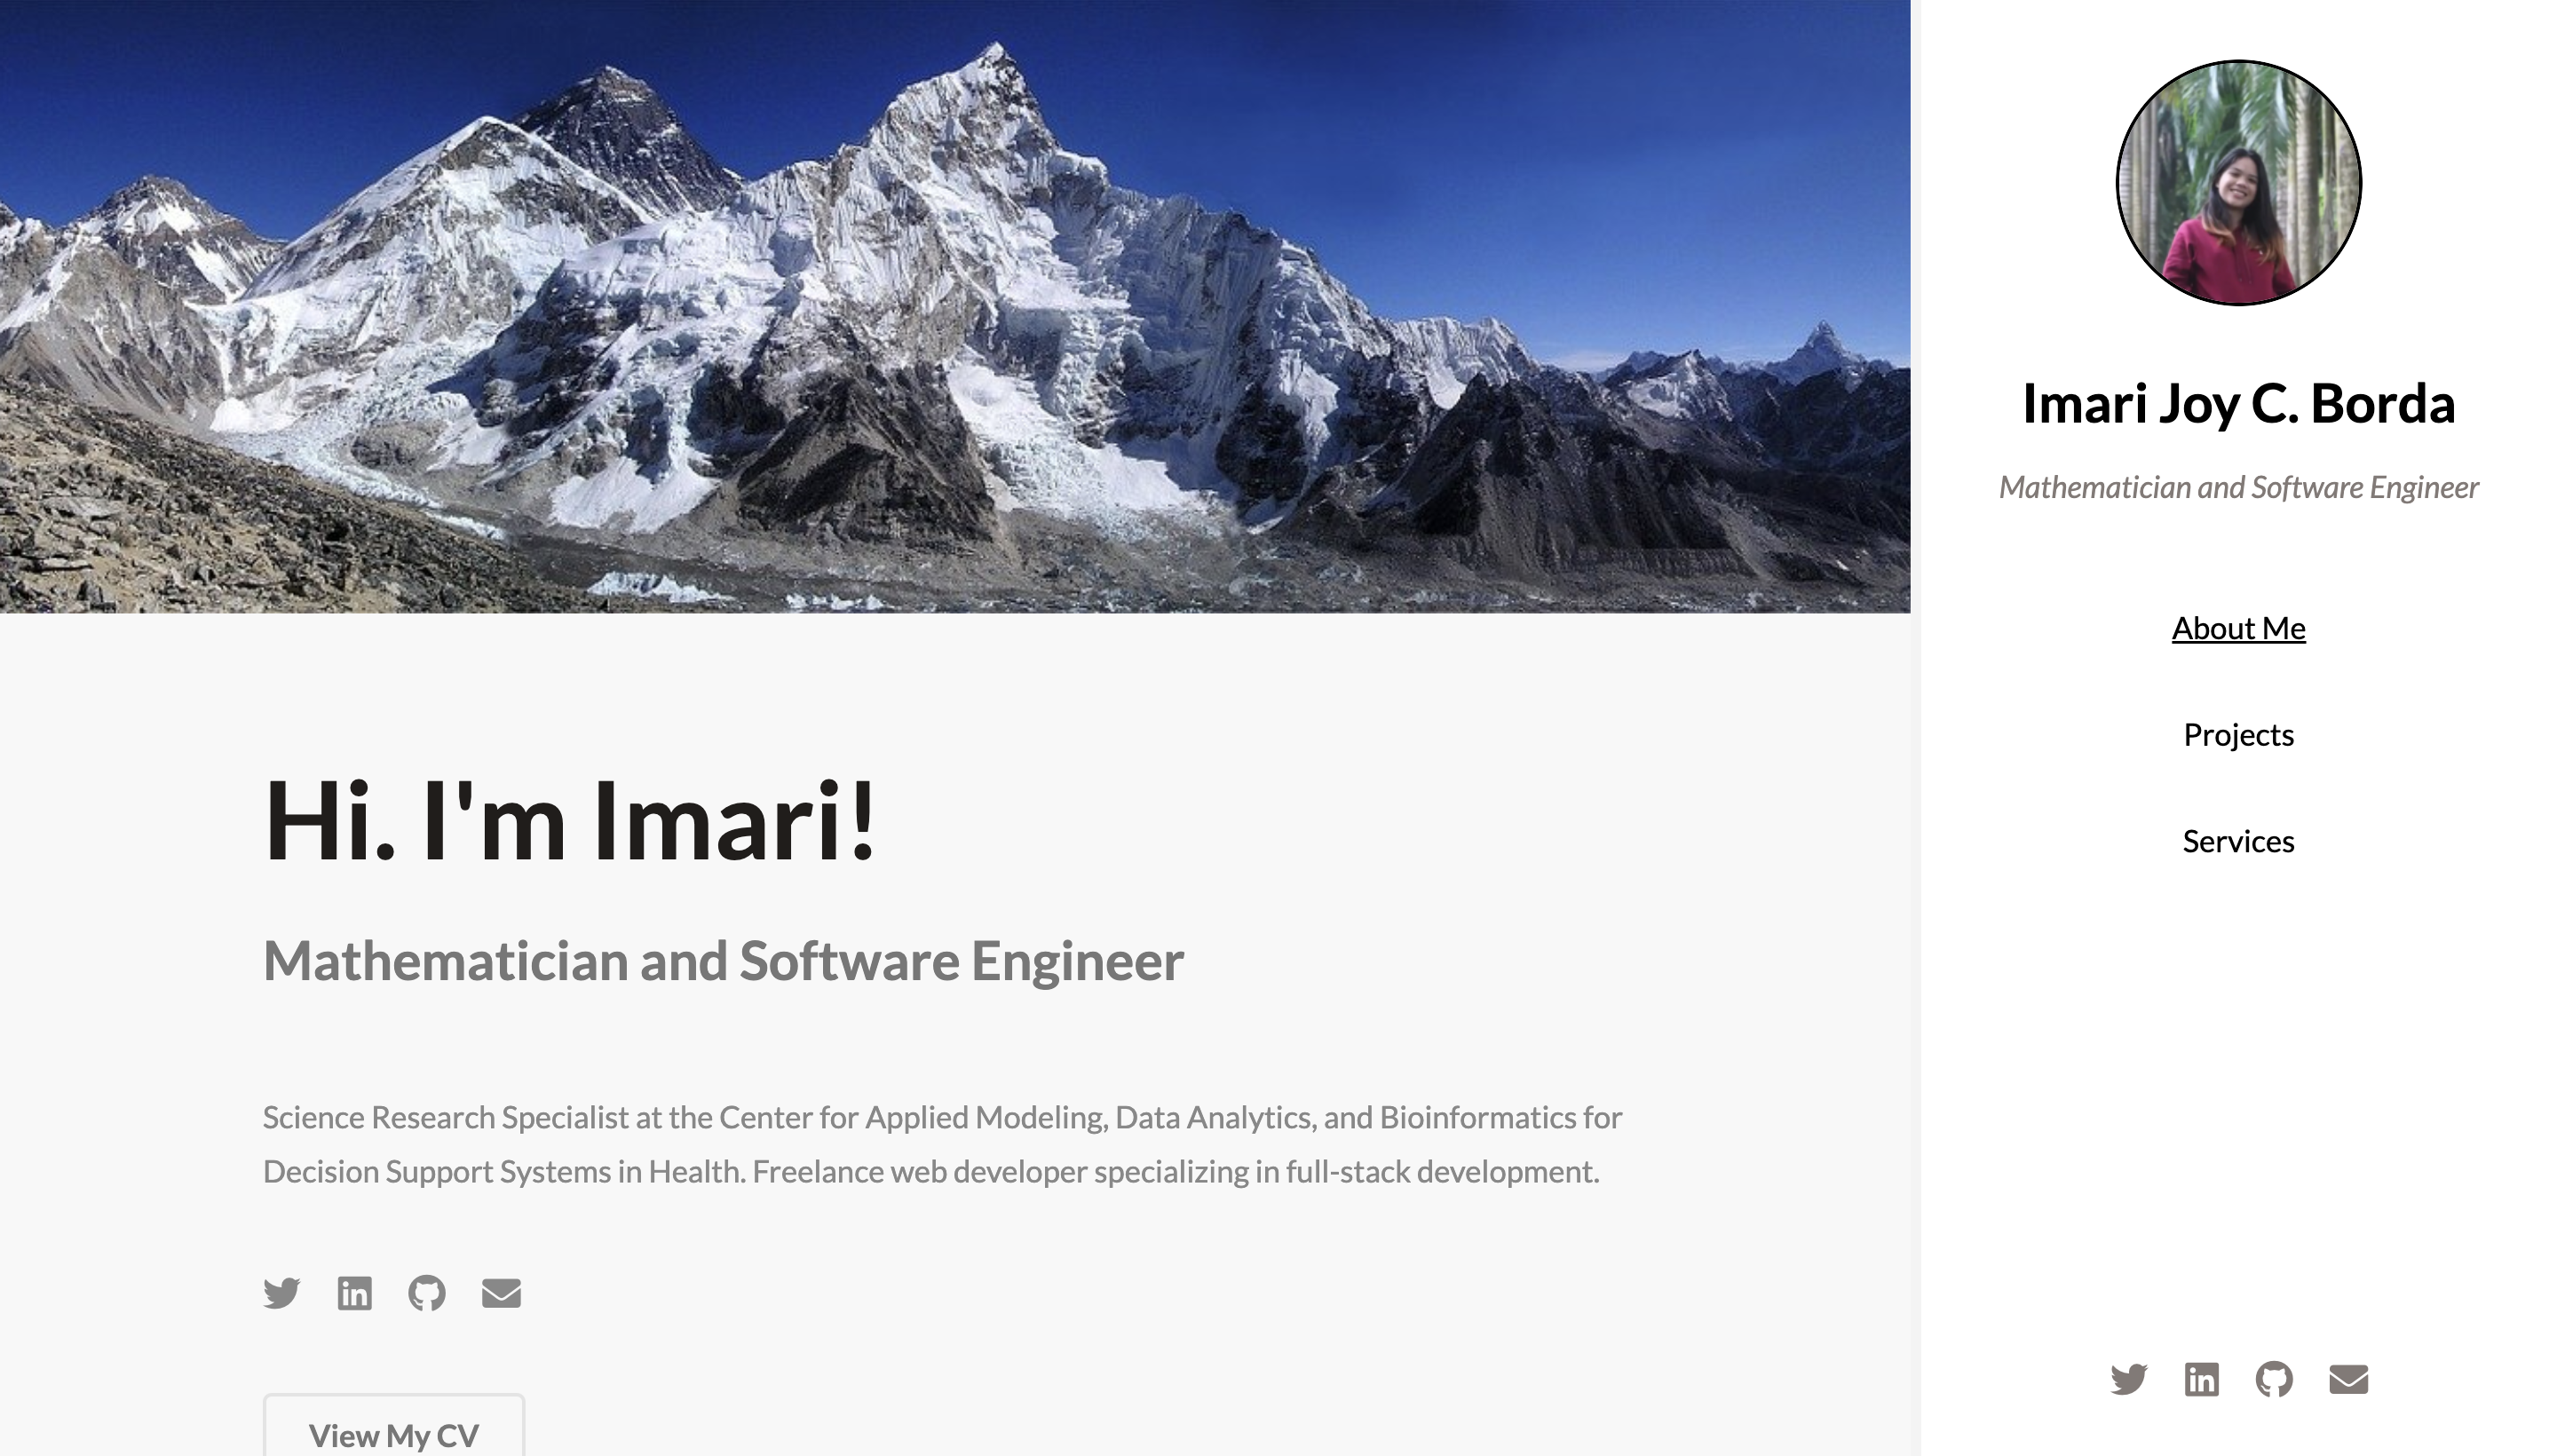 Hi. I'm Imari!
Mathematician and Software Engineer
Science Research Specialist at the Center for Applied Modeling, Data Analytics, and Bioinformatics for
Decision Support Systems in Health. Freelance web developer specializing in full-stack development.
View My CV
Imari Joy C. Borda
Mathematician and Software Engineer
About Me
Projects
Services